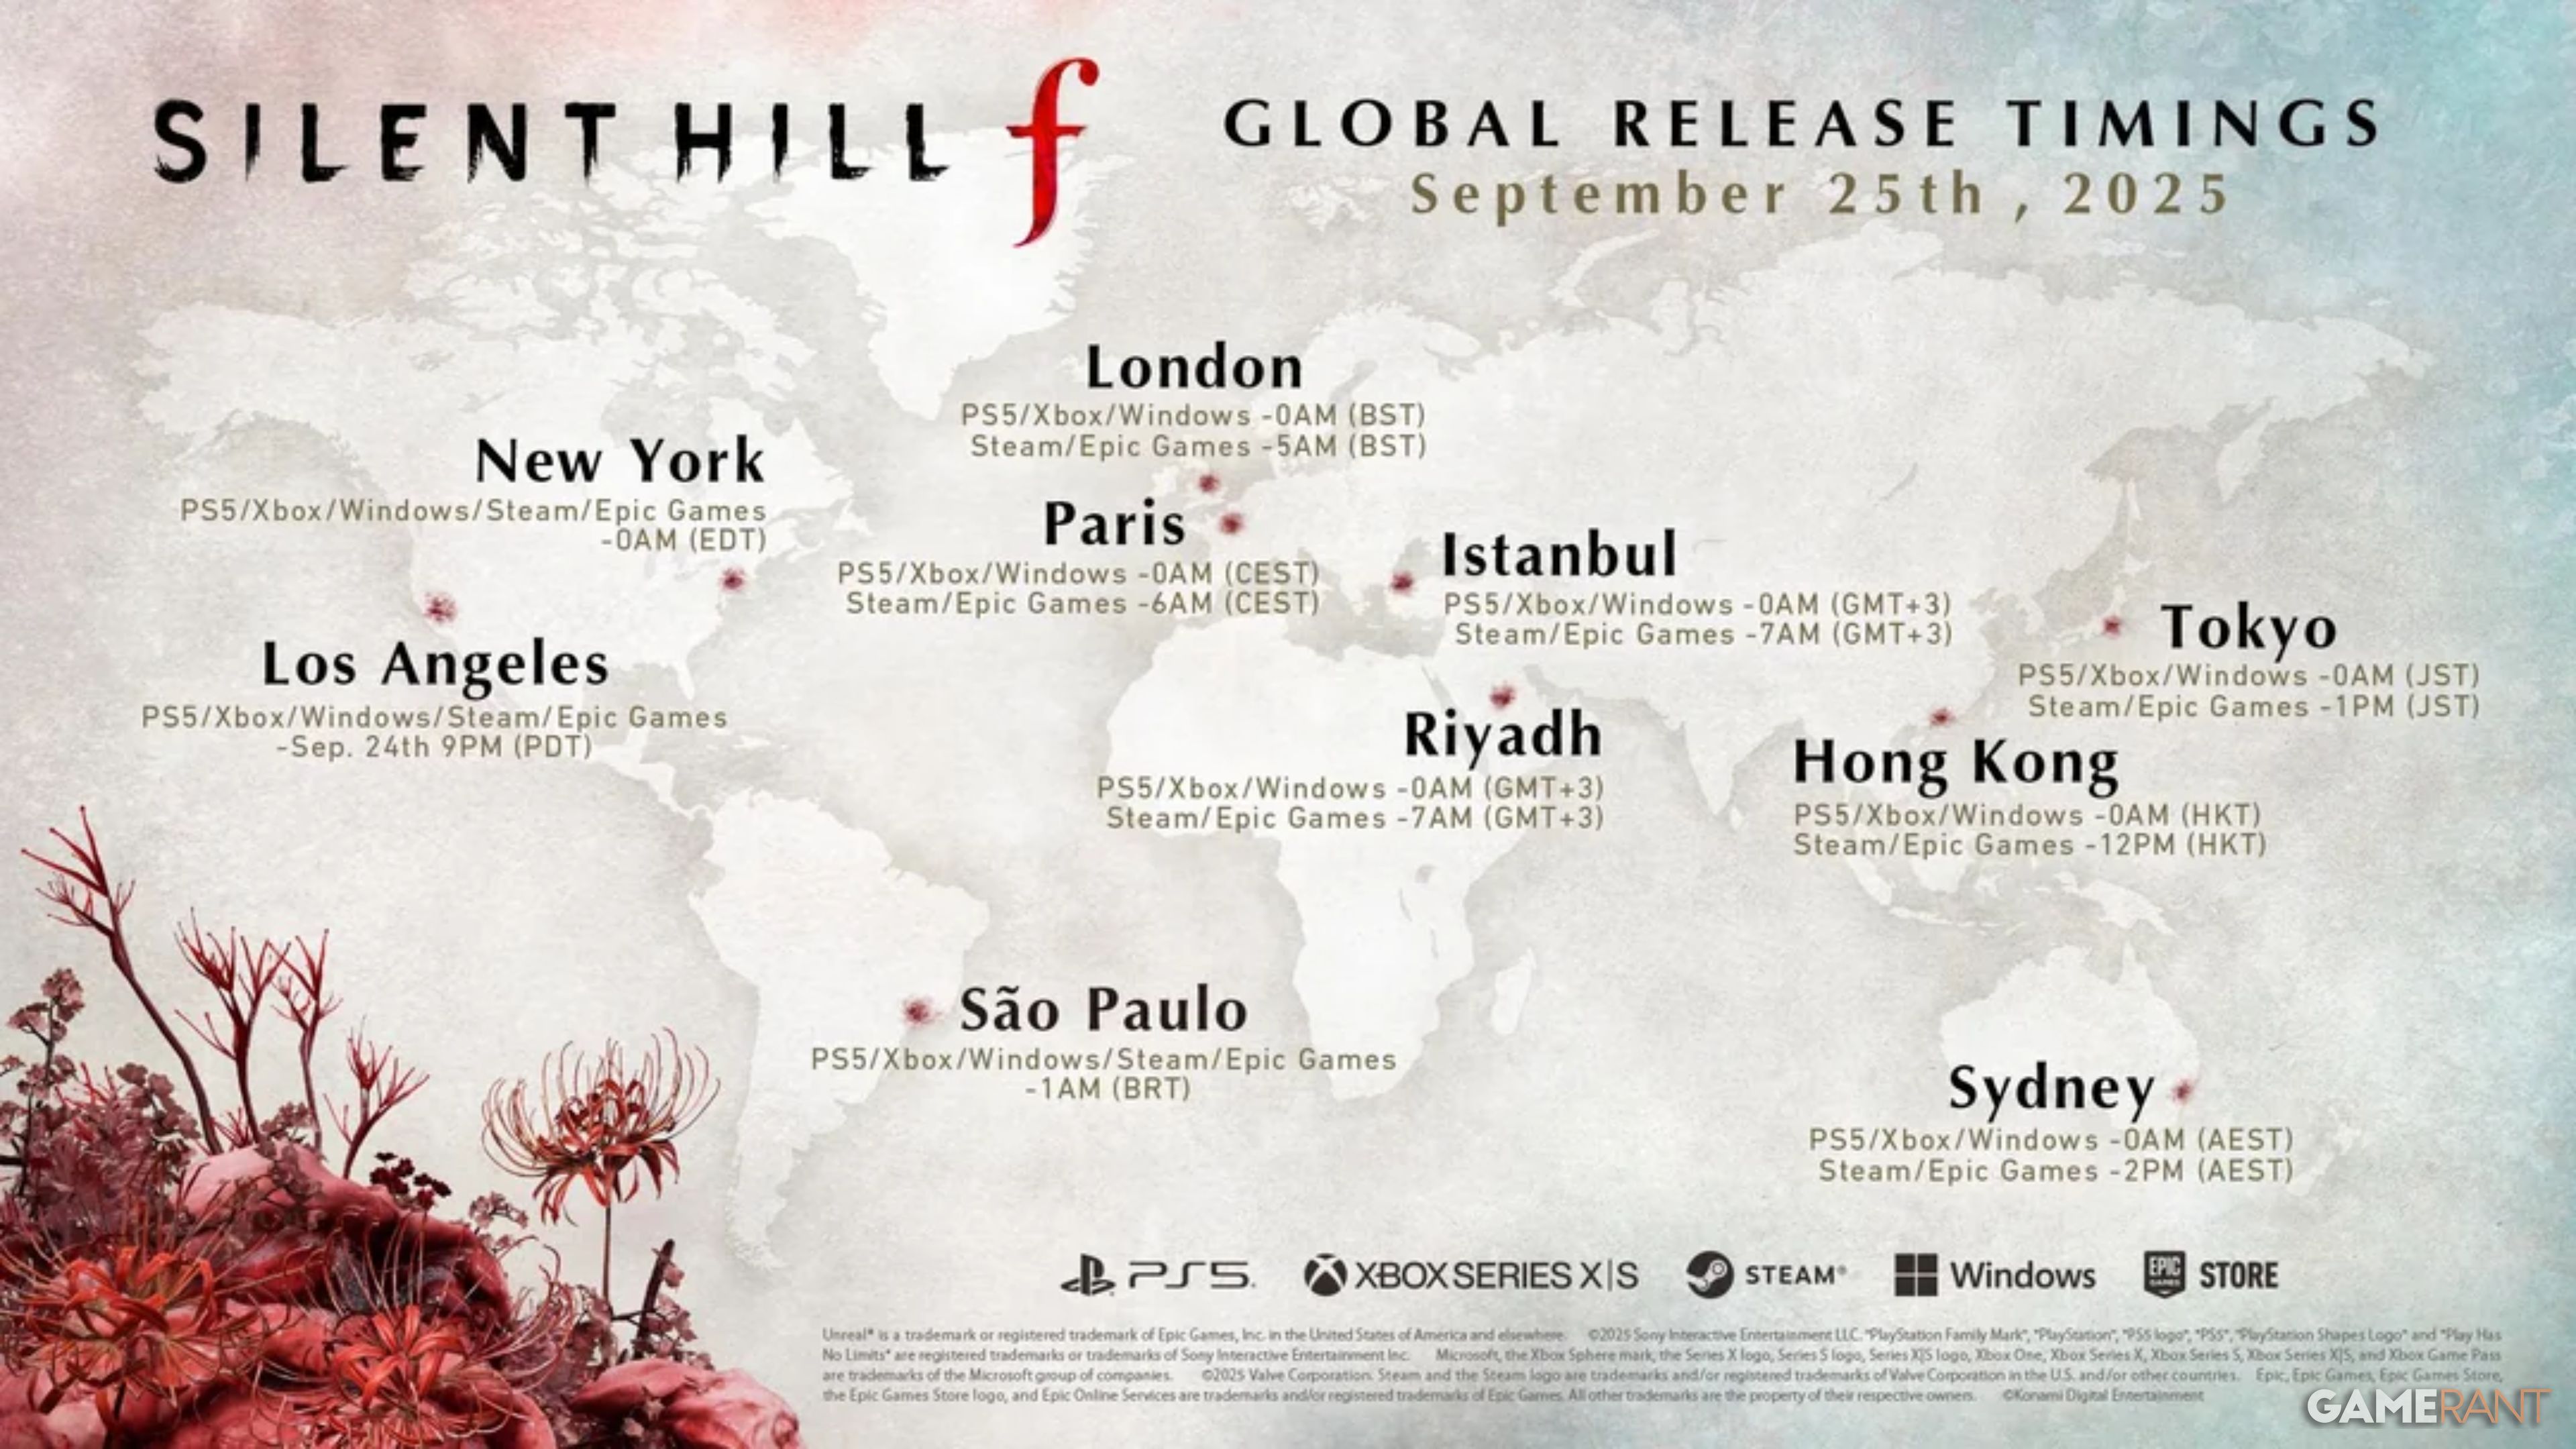 SILENT HILL f
GLOBAL RELEASE TIMINGS
September 25th , 2025
London
PS5/Xbox/Windows -0AM (BST)
Steam/Epic Games -5AM (BST)
New York
PS5/Xbox/Windows/Steam/Epic Games
-0AM (EDT)
Paris
PS5/Xbox/Windows -0AM (CEST)
Steam/Epic Games -6AM (CEST)
Istanbul
PS5/Xbox/Windows -0AM (GMT+3)
Steam/Epic Games -7AM (GMT+3)
Tokyo
PS5/Xbox/Windows -0AM (JST)
Steam/Epic Games -1PM (JST)
Los Angeles
PS5/Xbox/Windows/Steam/Epic Games
-Sep. 24th 9PM (PDT)
Riyadh
PS5/Xbox/Windows -0AM (GMT+3)
Steam/Epic Games -7AM (GMT+3)
Hong Kong
PS5/Xbox/Windows -0AM (HKT)
Steam/Epic Games -12PM (HKT)
São Paulo
PS5/Xbox/Windows/Steam/Epic Games
-1AM (BRT)
Sydney
PS5/Xbox/Windows -0AM (AEST)
Steam/Epic Games -2PM (AEST)
PS5 XBOX SERIES X|S STEAM® Windows EPIC GAMES STORE
Unreal® is a trademark or registered trademark of Epic Games, Inc. in the United States of America and elsewhere. ©2025 Sony Interactive Entertainment LLC. "PlayStation Family Mark", "PlayStation", "PS5 logo", "PS5", "PlayStation Shapes Logo" and "Play Has
No Limits" are registered trademarks or trademarks of Sony Interactive Entertainment Inc. Microsoft, the Xbox Sphere mark, the Series X logo, Series S logo, Series X|S logo, Xbox One, Xbox Series X, Xbox Series S, Xbox Series X|S, and Xbox Game Pass
are trademarks of the Microsoft group of companies. ©2025 Valve Corporation. Steam and the Steam logo are trademarks and/or registered trademarks of Valve Corporation in the U.S. and/or other countries. Epic, Epic Games, Epic Games Store,
the Epic Games Store logo, and Epic Online Services are trademarks and/or registered trademarks of Epic Games. All other trademarks are the property of their respective owners. ©Konami Digital Entertainment
GAMERANT